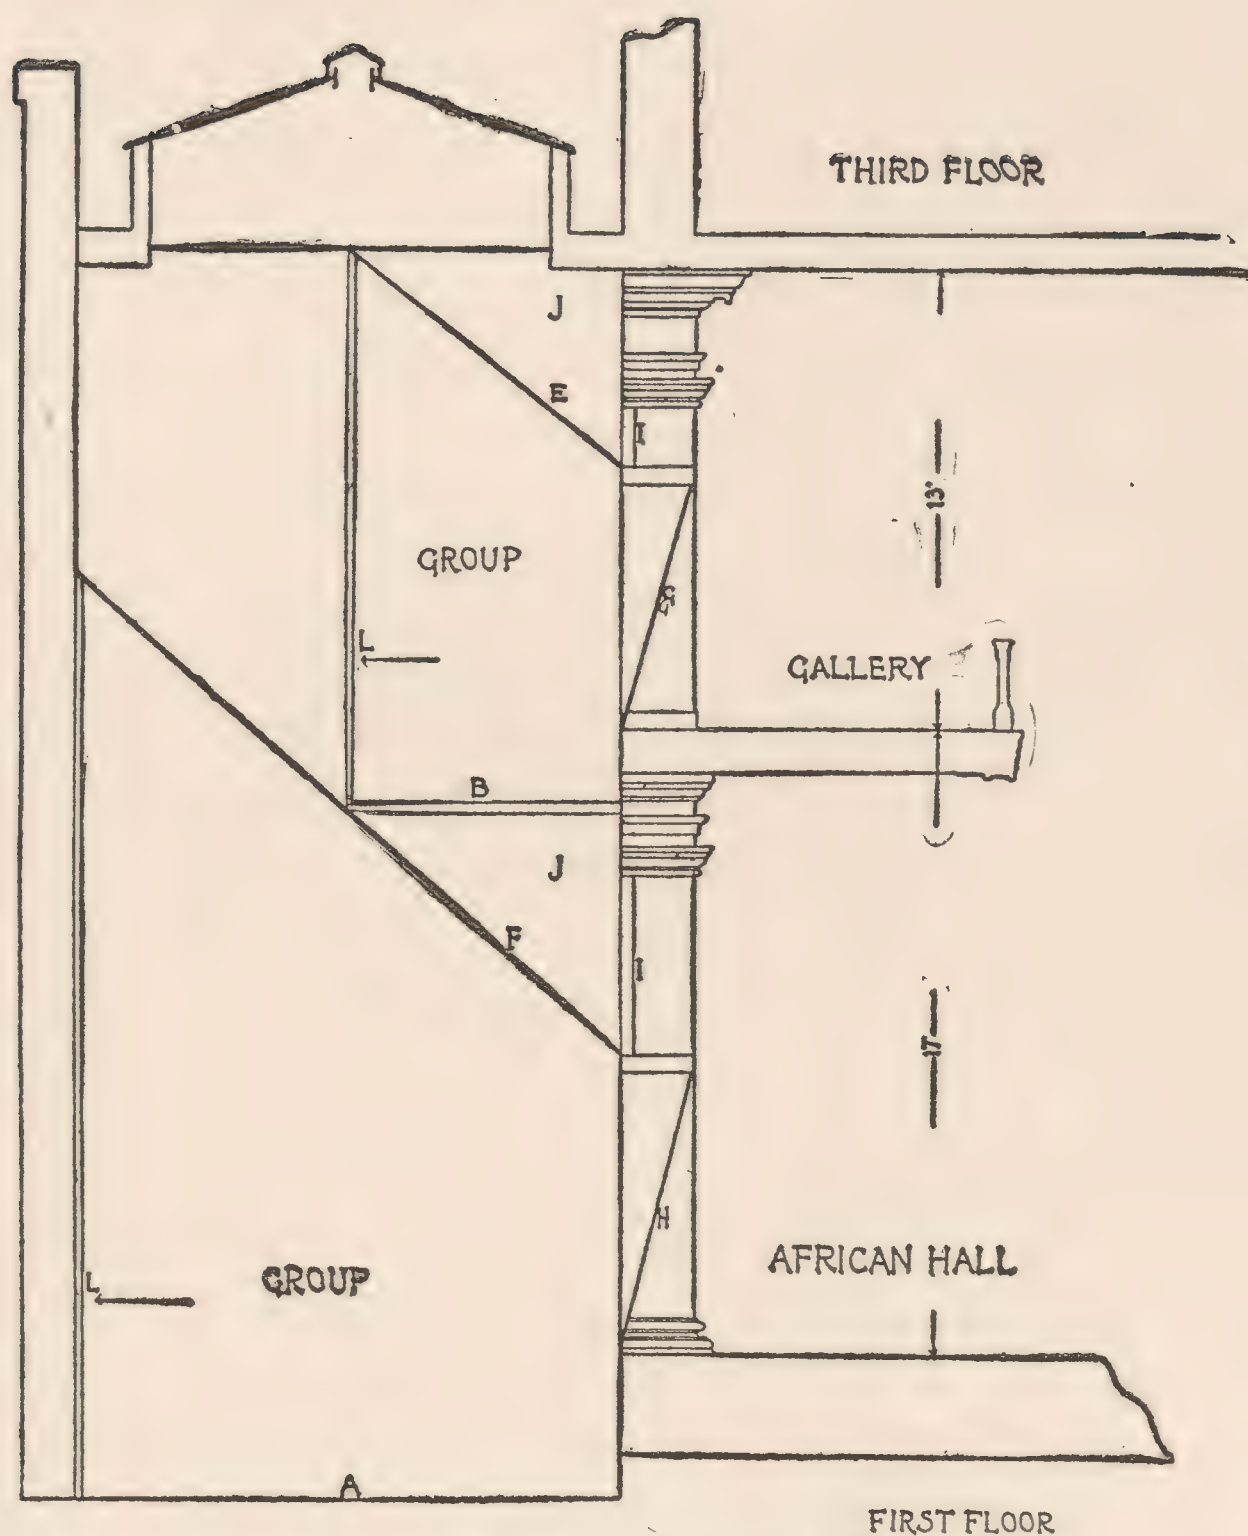 THIRD FLOOR
J
E
I
13'
GROUP
L
GALLERY
B
J
F
I
17'
H
AFRICAN HALL
GROUP
L
A
FIRST FLOOR